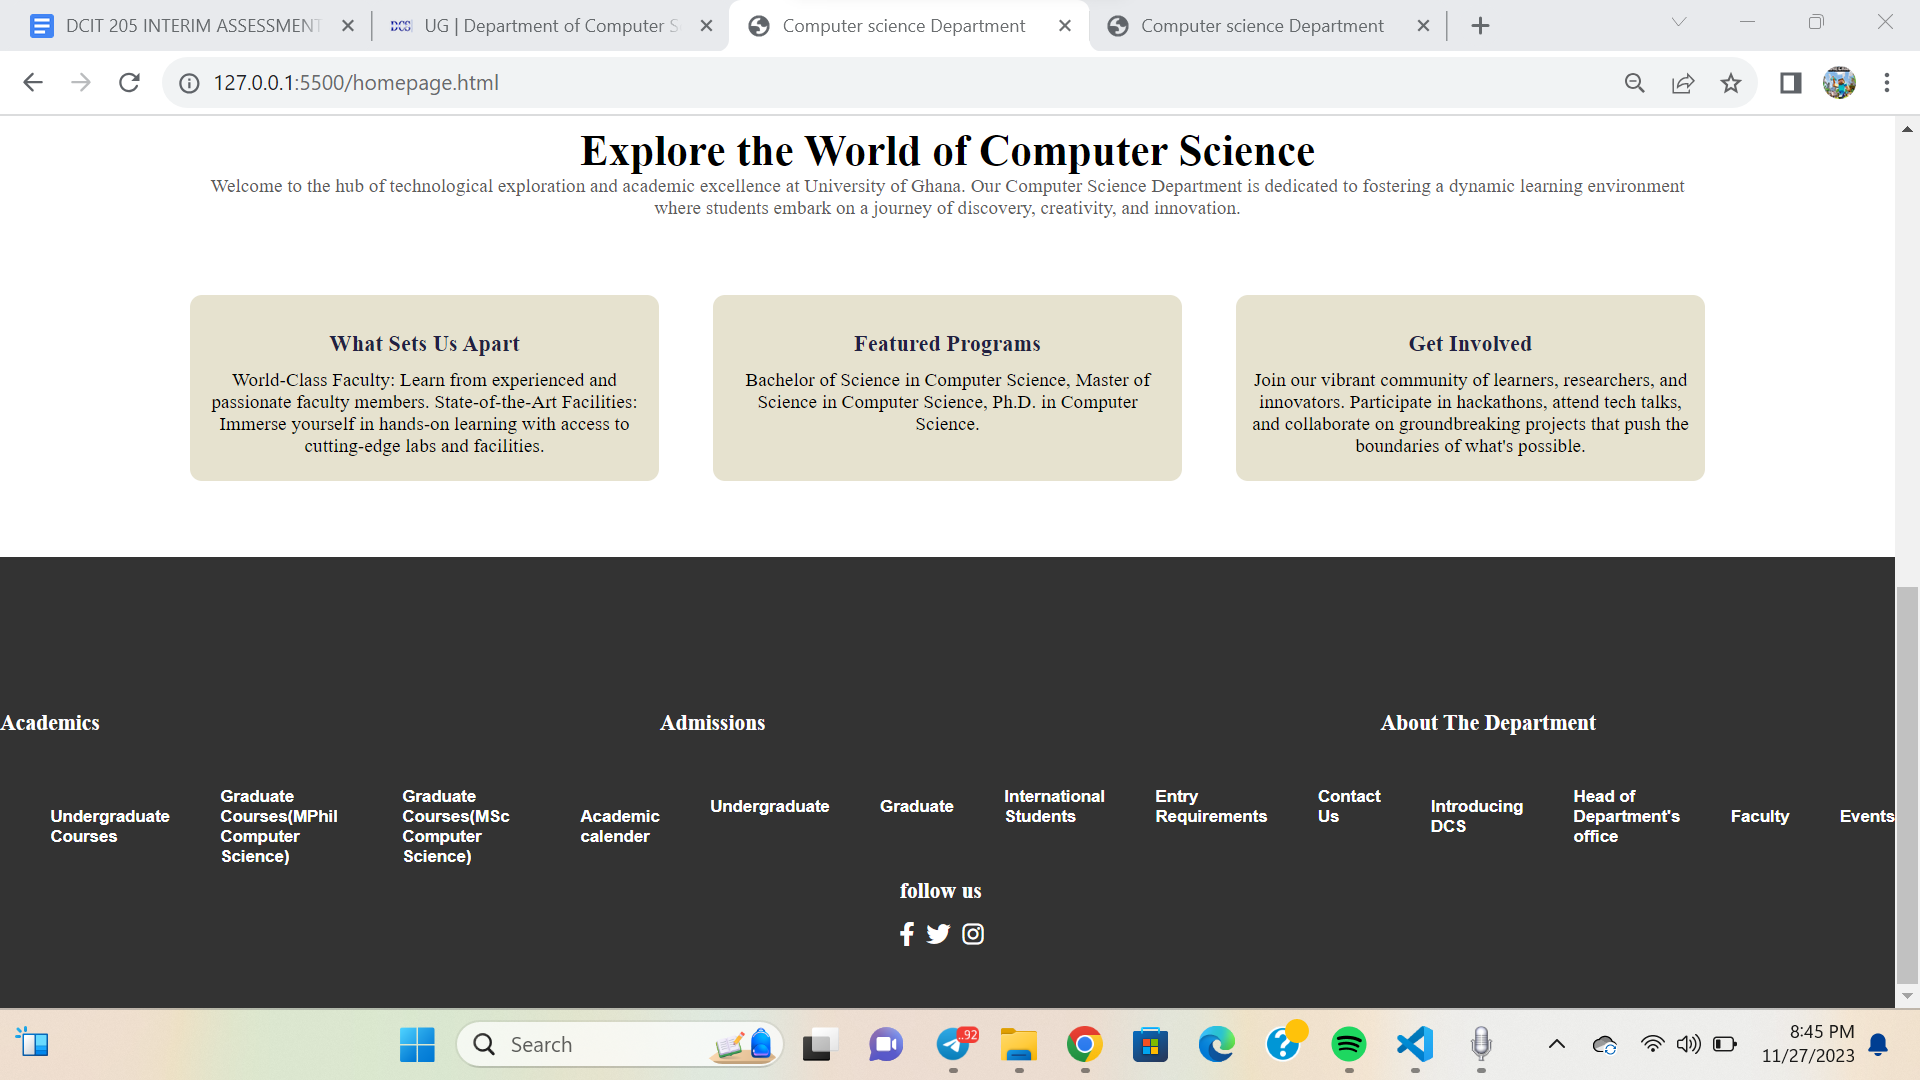 DCIT 205 INTERIM ASSESSMENT
DCS UG | Department of Computer S
Computer science Department
Computer science Department
127.0.0.1:5500/homepage.html
Explore the World of Computer Science
Welcome to the hub of technological exploration and academic excellence at University of Ghana. Our Computer Science Department is dedicated to fostering a dynamic learning environment
where students embark on a journey of discovery, creativity, and innovation.
What Sets Us Apart
World-Class Faculty: Learn from experienced and
passionate faculty members. State-of-the-Art Facilities:
Immerse yourself in hands-on learning with access to
cutting-edge labs and facilities.
Featured Programs
Bachelor of Science in Computer Science, Master of
Science in Computer Science, Ph.D. in Computer
Science.
Get Involved
Join our vibrant community of learners, researchers, and
innovators. Participate in hackathons, attend tech talks,
and collaborate on groundbreaking projects that push the
boundaries of what's possible.
Academics
Undergraduate
Courses
Graduate
Courses(MPhil
Computer
Science)
Graduate
Courses(MSc
Computer
Science)
Academic
calender
Admissions
Undergraduate
Graduate
International
Students
Entry
Requirements
Contact
Us
About The Department
Introducing
DCS
Head of
Department's
office
Faculty
Events
follow us
Search
..92
8:45 PM
11/27/2023